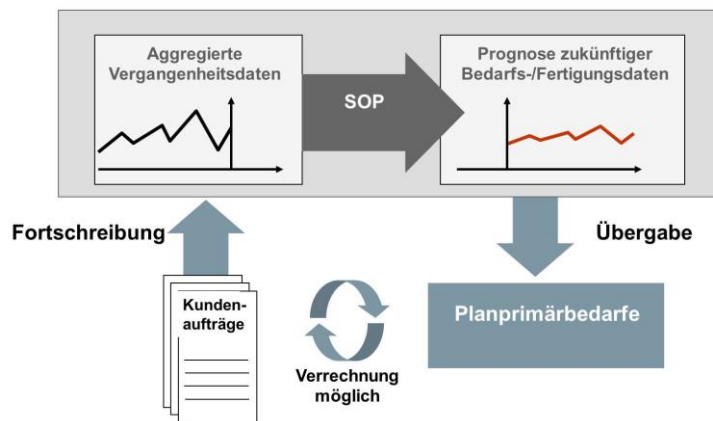 Aggregierte
Vergangenheitsdaten
SOP
Prognose zukünftiger
Bedarfs-/Fertigungsdaten
Fortschreibung
Übergabe
Kunden-
aufträge
Verrechnung
möglich
Planprimärbedarfe